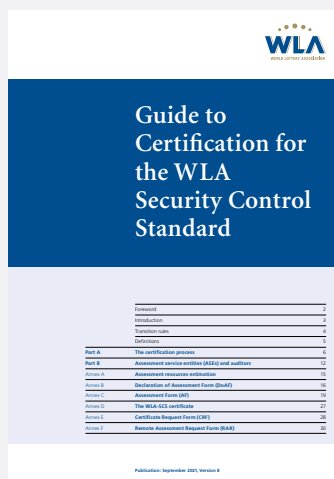 WLA
WORLD LOTTERY ASSOCIATION
Guide to
Certification for
the WLA
Security Control
Standard
Foreword 2
Introduction 3
Transition rules 4
Definitions 5
Part A The certification process 6
Part B Assessment service entities (ASEs) and auditors 12
Annex A Assessment resources estimation 15
Annex B Declaration of Assessment Form (DoAF) 16
Annex C Assessment Form (AF) 19
Annex D The WLA-SCS certificate 27
Annex E Certificate Request Form (CRF) 28
Annex F Remote Assessment Request Form (RAR) 30
Publication: September 2021, Version 8